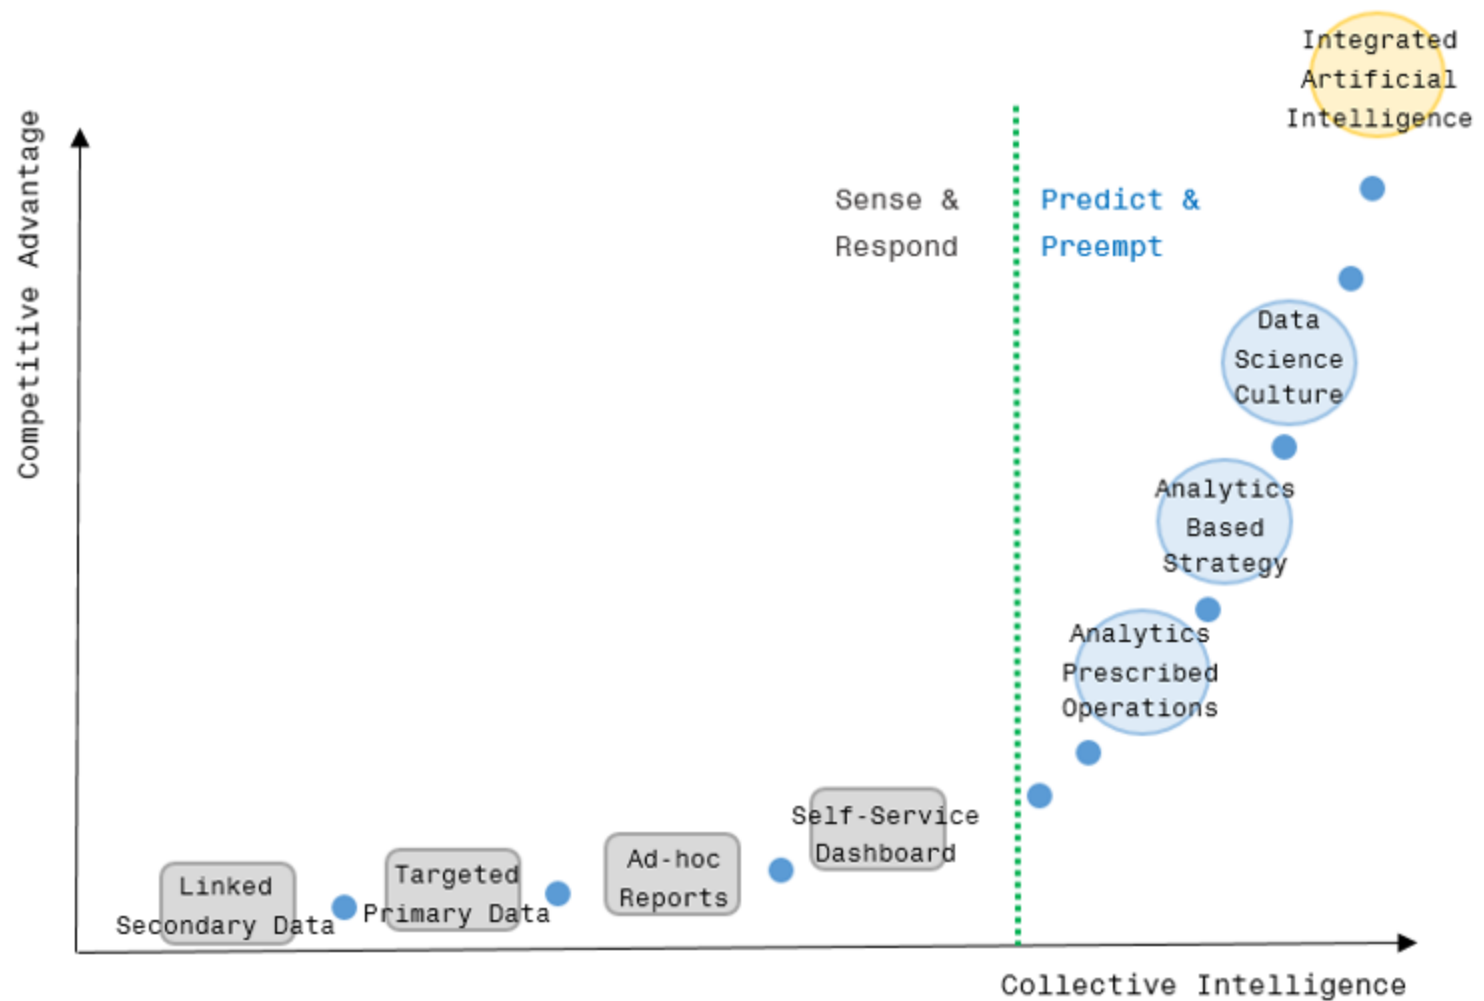 Integrated
Artificial
Intelligence
Competitive Advantage
Sense &
Respond
Predict &
Preempt
Data
Science
Culture
Analytics
Based
Strategy
Analytics
Prescribed
Operations
Self-Service
Dashboard
Ad-hoc
Reports
Targeted
Primary Data
Linked
Secondary Data
Collective Intelligence